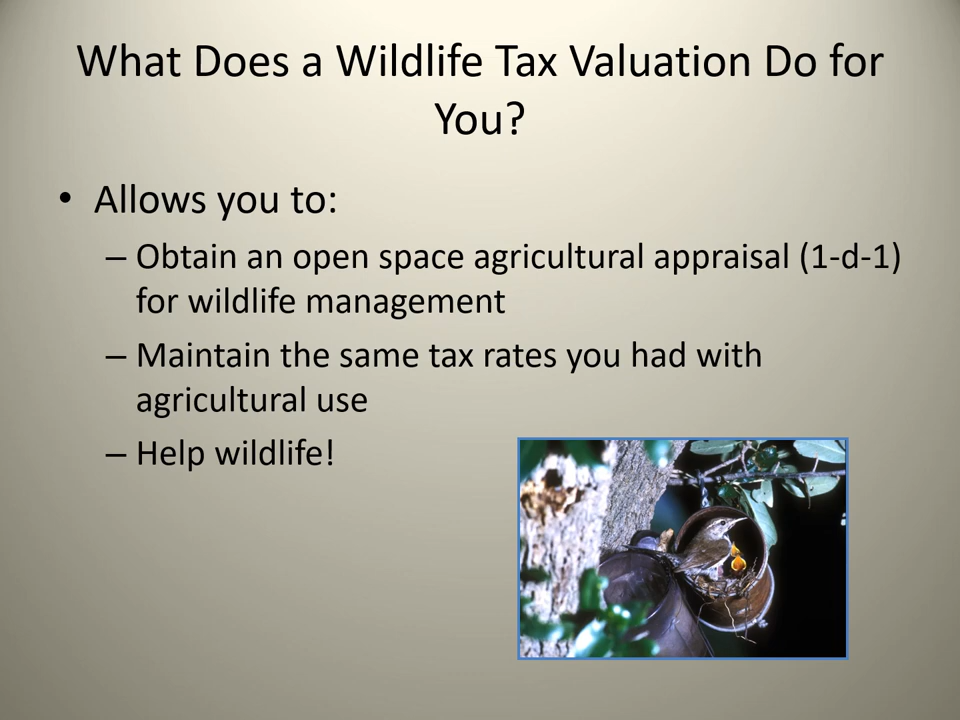 What Does a Wildlife Tax Valuation Do for
You?
• Allows you to:
– Obtain an open space agricultural appraisal (1-d-1)
for wildlife management
– Maintain the same tax rates you had with
agricultural use
– Help wildlife!